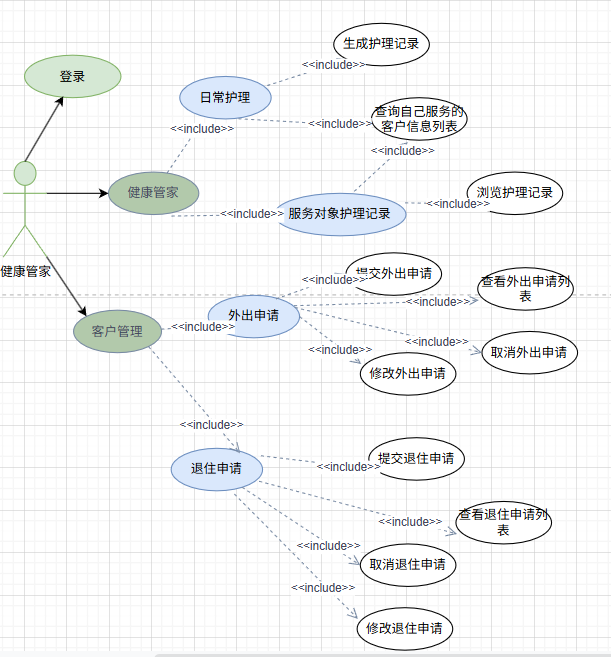 生成护理记录
<<include>>
登录
日常护理
查询自己服务的
客户信息列表
<<include>>
<<include>>
<<include>>
健康管家
浏览护理记录
<<include>>
服务对象护理记录
<<include>>
健康管家
提交外出申请
<<include>>
查看外出申请列
表
<<include>>
外出申请
<<include>>
客户管理
<<include>>
取消外出申请
<<include>>
修改外出申请
<<include>>
提交退住申请
<<include>>
退住申请
查看退住申请列
表
<<include>>
<<include>>
取消退住申请
<<include>>
修改退住申请